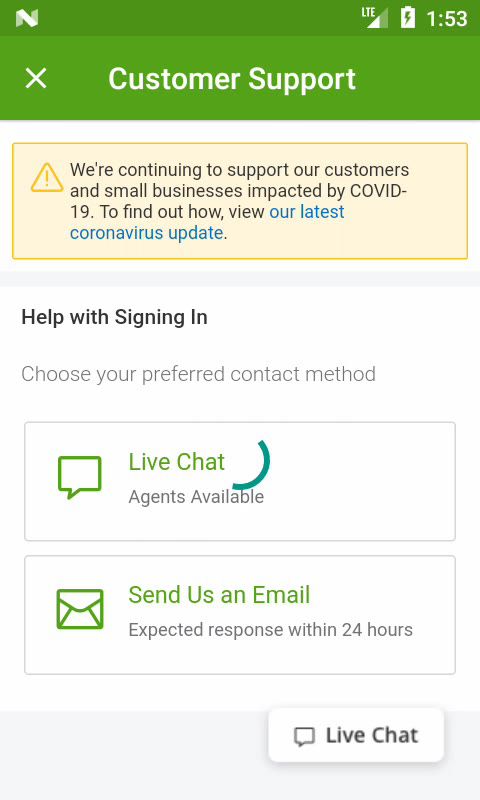 LTE 1:53
Customer Support
We're continuing to support our customers
and small businesses impacted by COVID-
19. To find out how, view our latest
coronavirus update.
Help with Signing In
Choose your preferred contact method
Live Chat
Agents Available
Send Us an Email
Expected response within 24 hours
Live Chat